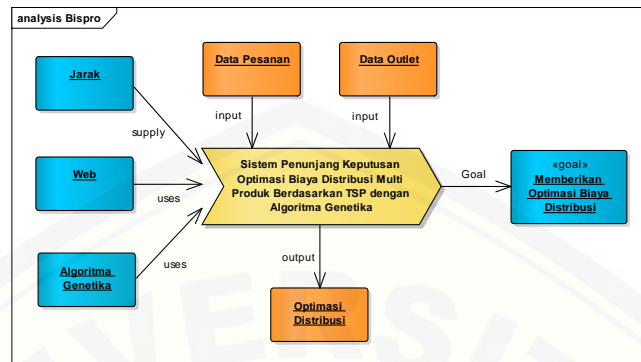 analysis Bispro
Jarak
Data Pesanan
Data Outlet
supply
input
input
Web
uses
Sistem Penunjang Keputusan
Optimasi Biaya Distribusi Multi
Produk Berdasarkan TSP dengan
Algoritma Genetika
Goal
«goal»
Memberikan
Optimasi Biaya
Distribusi
Algoritma
Genetika
uses
output
Optimasi
Distribusi